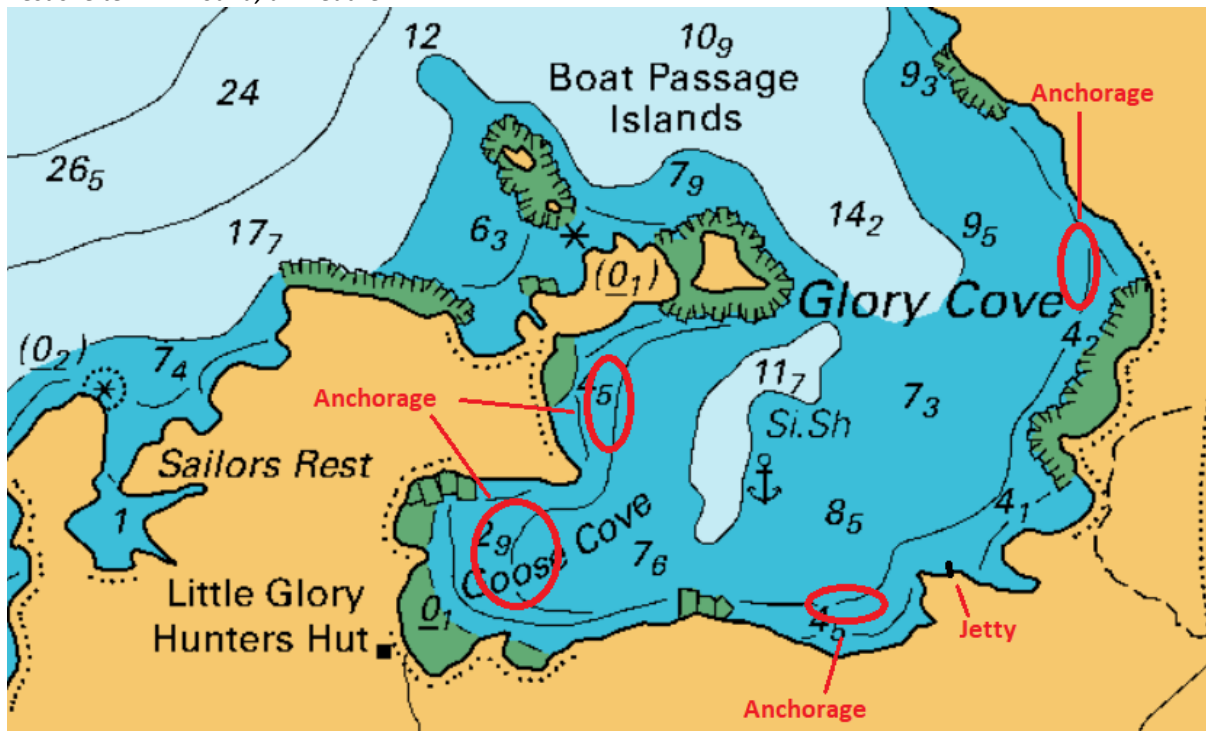 12
10₉
Boat Passage
Islands
9₃
Anchorage
24
26₅
7₉
17₇
6₃
14₂
9₅
(0₁)
Glory Cove
(0₂)
7₄
4₂
11₇
4₅
7₃
Anchorage
Si.Sh
Sailors Rest
1
2₉
Goose Cove
8₅
4₁
7₆
Little Glory
Hunters Hut
0₁
4₅
Jetty
Anchorage